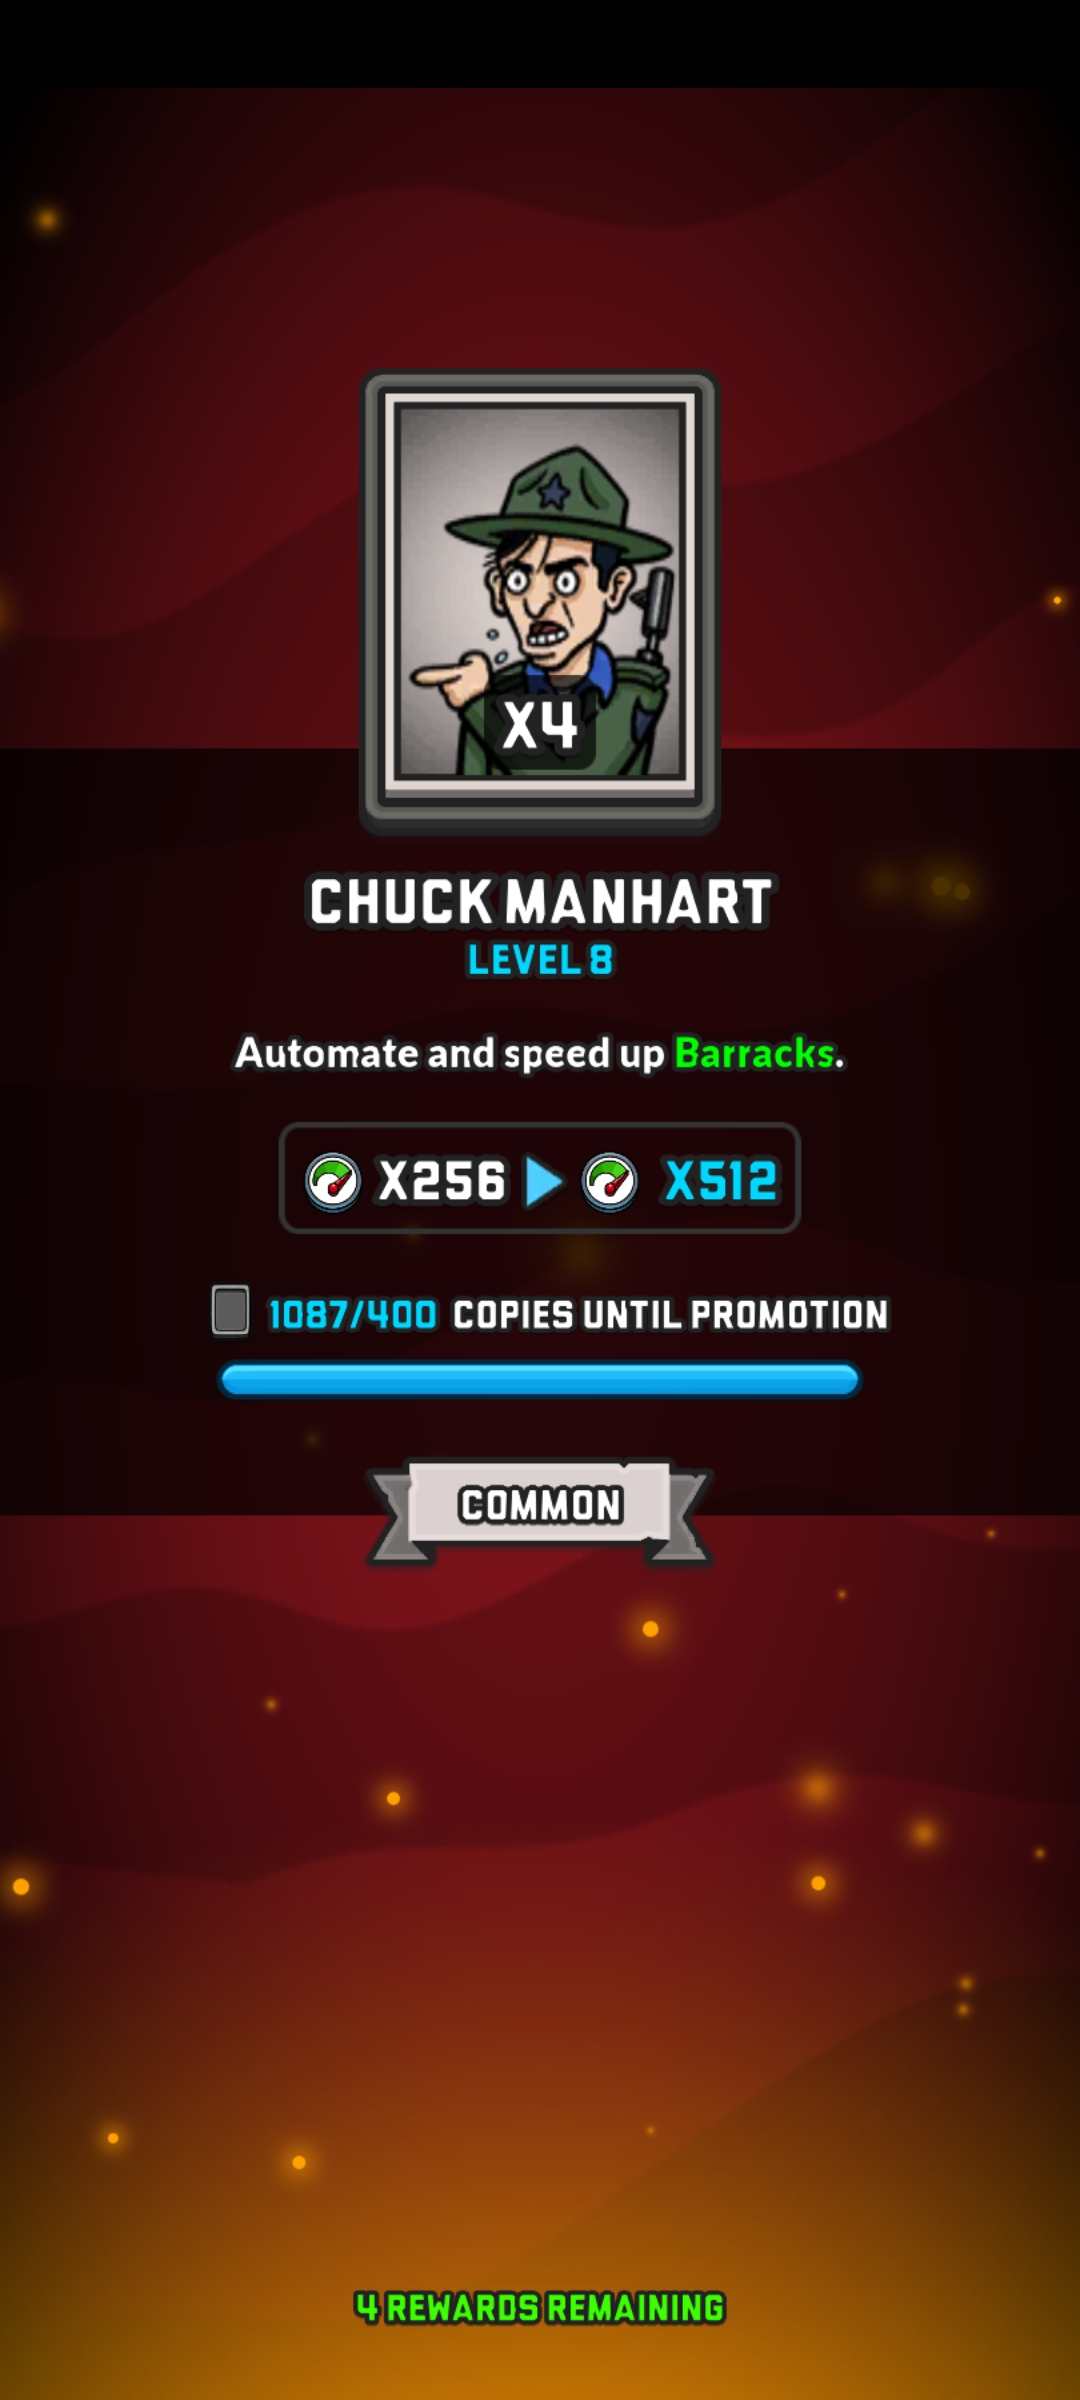 X4
CHUCK MANHART
LEVEL 8
Automate and speed up Barracks.
X256 X512
1087/400 COPIES UNTIL PROMOTION
COMMON
4 REWARDS REMAINING